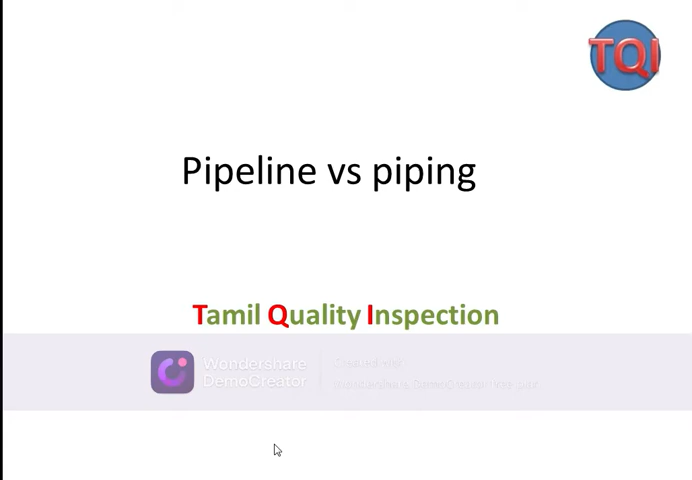 TQI
Pipeline vs piping
Tamil Quality Inspection
Wondershare
DemoCreator